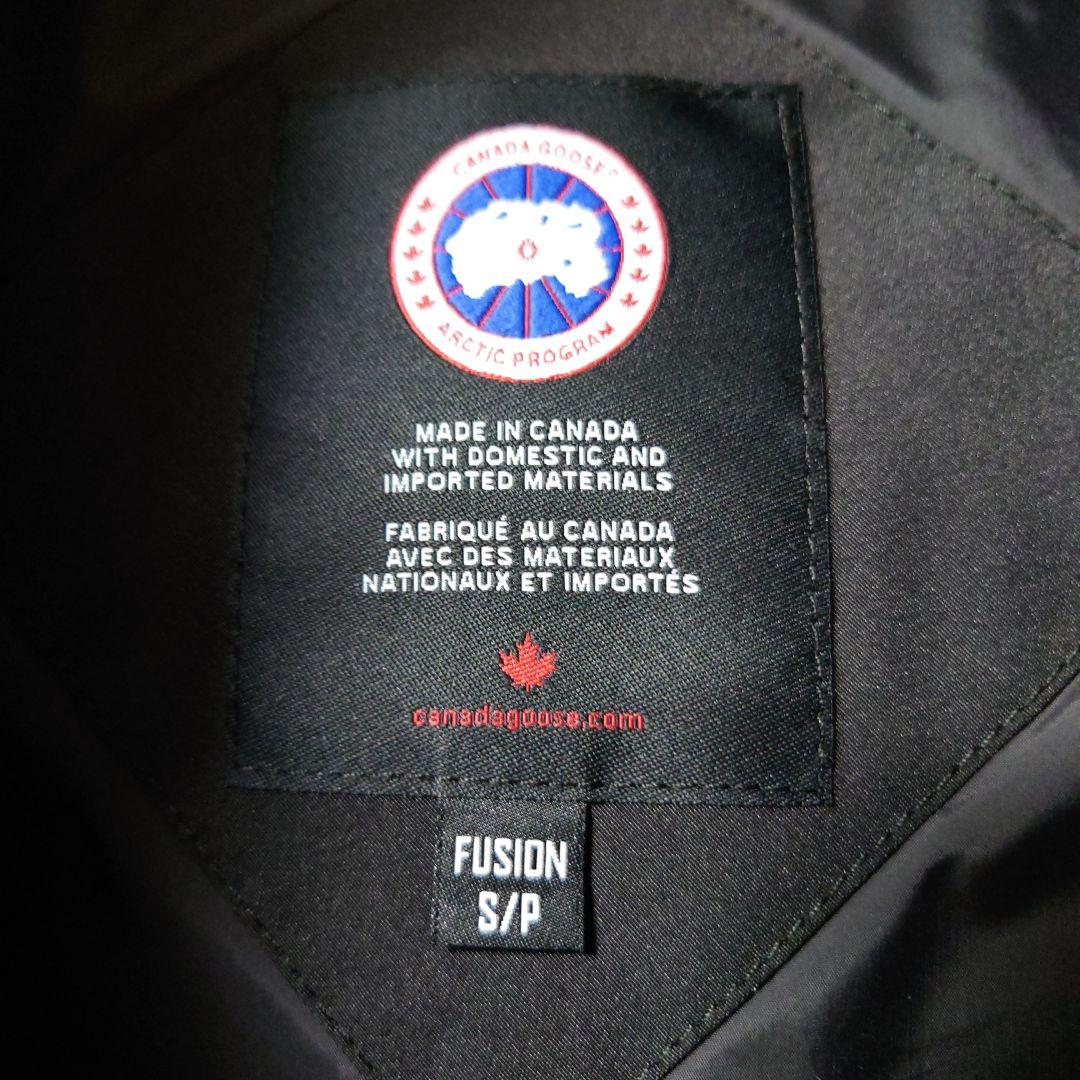 CANADA GOOSE®
ARCTIC PROGRAM
MADE IN CANADA
WITH DOMESTIC AND
IMPORTED MATERIALS
FABRIQUÉ AU CANADA
AVEC DES MATERIAUX
NATIONAUX ET IMPORTÉS
canadagoose.com
FUSION
S/P